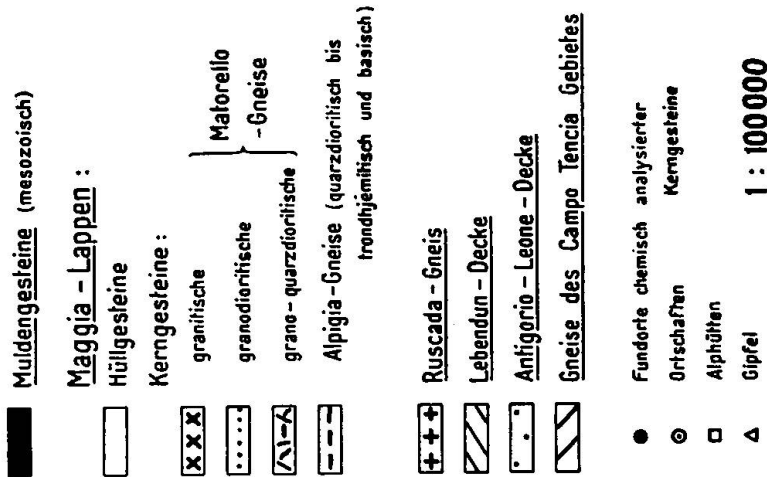 Muldengesteine (mesozoisch)
Maggia-Lappen:
Hüllgesteine
Kerngesteine:
granitische
granodioritische
grano-quarzdioritische
Matorello
-Gneise
Alpigia-Gneise (quarzdioritisch bis
trondhjemitisch und basisch)
Ruscada-Gneis
Lebendun-Decke
Antigorio-Leone-Decke
Gneise des Campo Tencia Gebietes
Fundorte chemisch analysierter
Kerngesteine
Ortschaften
Alphütten
Gipfel
1 : 100 000